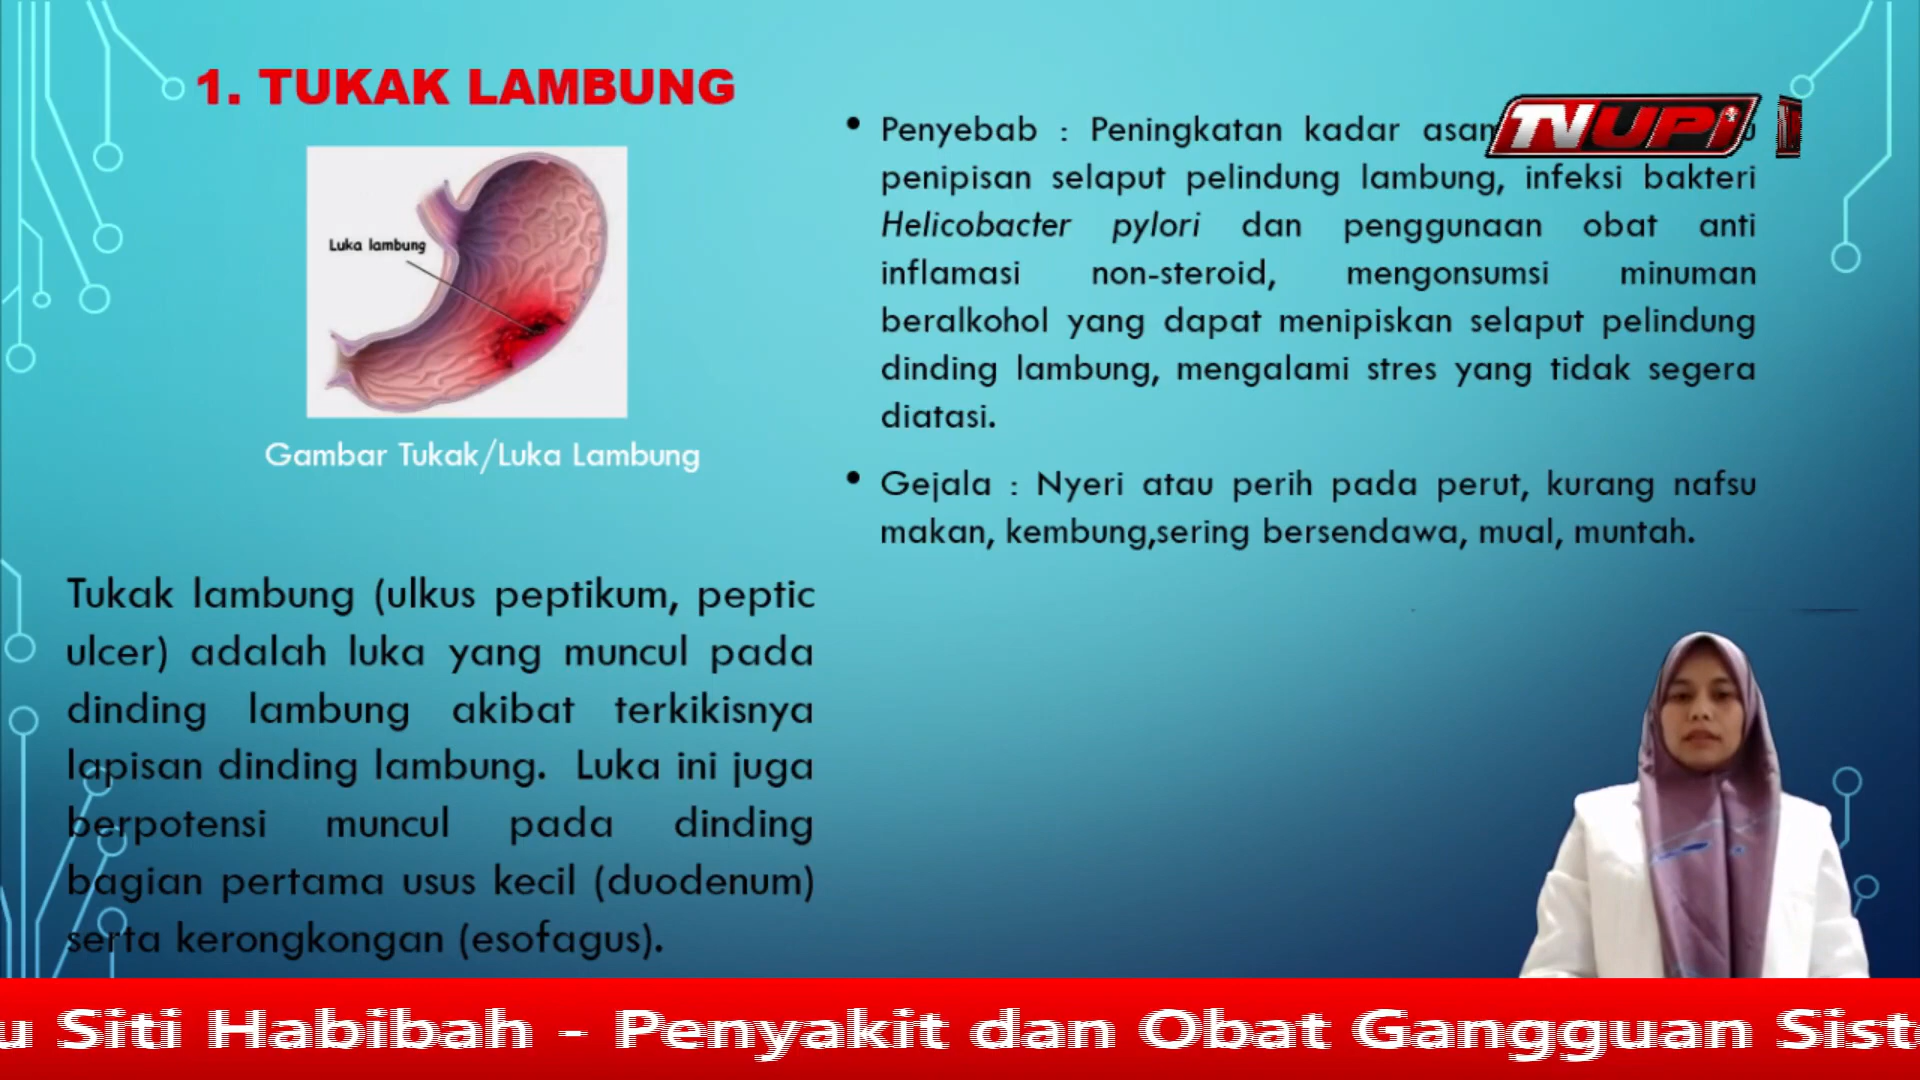 1. TUKAK LAMBUNG
Luka lambung
Gambar Tukak/Luka Lambung
Tukak lambung (ulkus peptikum, peptic
ulcer) adalah luka yang muncul pada
dinding lambung akibat terkikisnya
lapisan dinding lambung. Luka ini juga
berpotensi muncul pada dinding
bagian pertama usus kecil (duodenum)
serta kerongkongan (esofagus).
• Penyebab : Peningkatan kadar
penipisan selaput pelindung lambung, infeksi bakteri
Helicobacter pylori dan penggunaan obat anti
inflamasi non-steroid, mengonsumsi minuman
beralkohol yang dapat menipiskan selaput pelindung
dinding lambung, mengalami stres yang tidak segera
diatasi.
• Gejala : Nyeri atau perih pada perut, kurang nafsu
makan, kembung,sering bersendawa, mual, muntah.
TVUPI
u Siti Habibah - Penyakit dan Obat Gangguan Sist